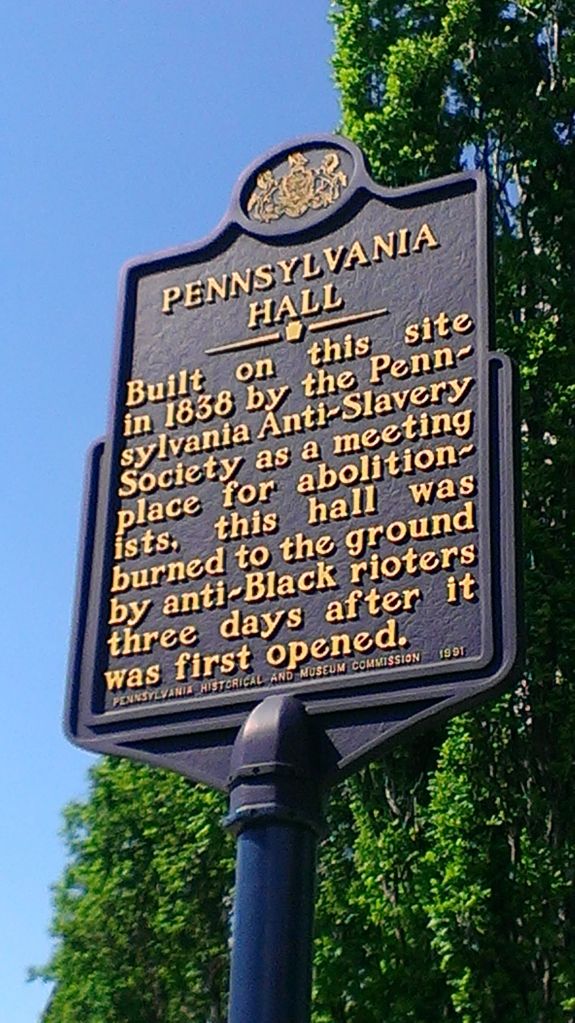 PENNSYLVANIA
HALL
Built on this site
in 1838 by the Penn-
sylvania Anti-Slavery
Society as a meeting
place for abolition-
ists, this hall was
burned to the ground
by anti-Black rioters
three days after it
was first opened.
PENNSYLVANIA HISTORICAL AND MUSEUM COMMISSION 1991